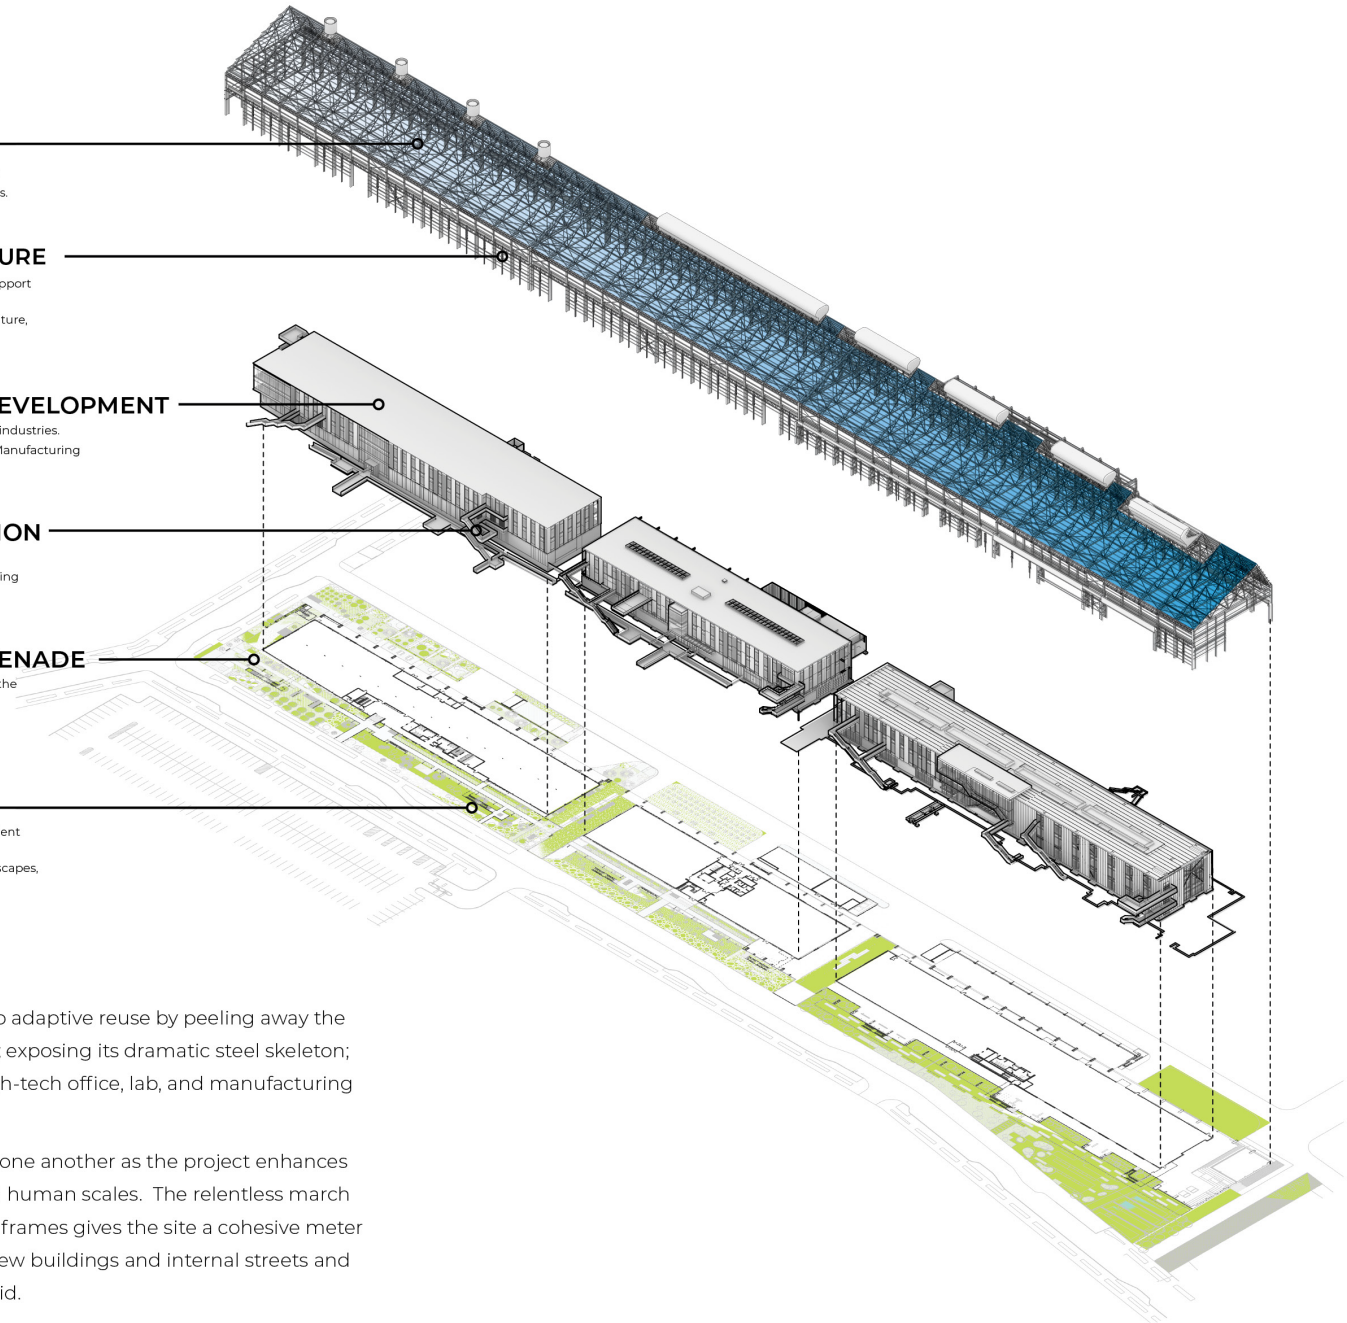 s.
URE
pport
ture,
EVELOPMENT
industries.
Manufacturing
ION
ing
ENADE
the
ent
scapes,
o adaptive reuse by peeling away the
; exposing its dramatic steel skeleton;
h-tech office, lab, and manufacturing
one another as the project enhances
human scales. The relentless march
frames gives the site a cohesive meter
ew buildings and internal streets and
id.